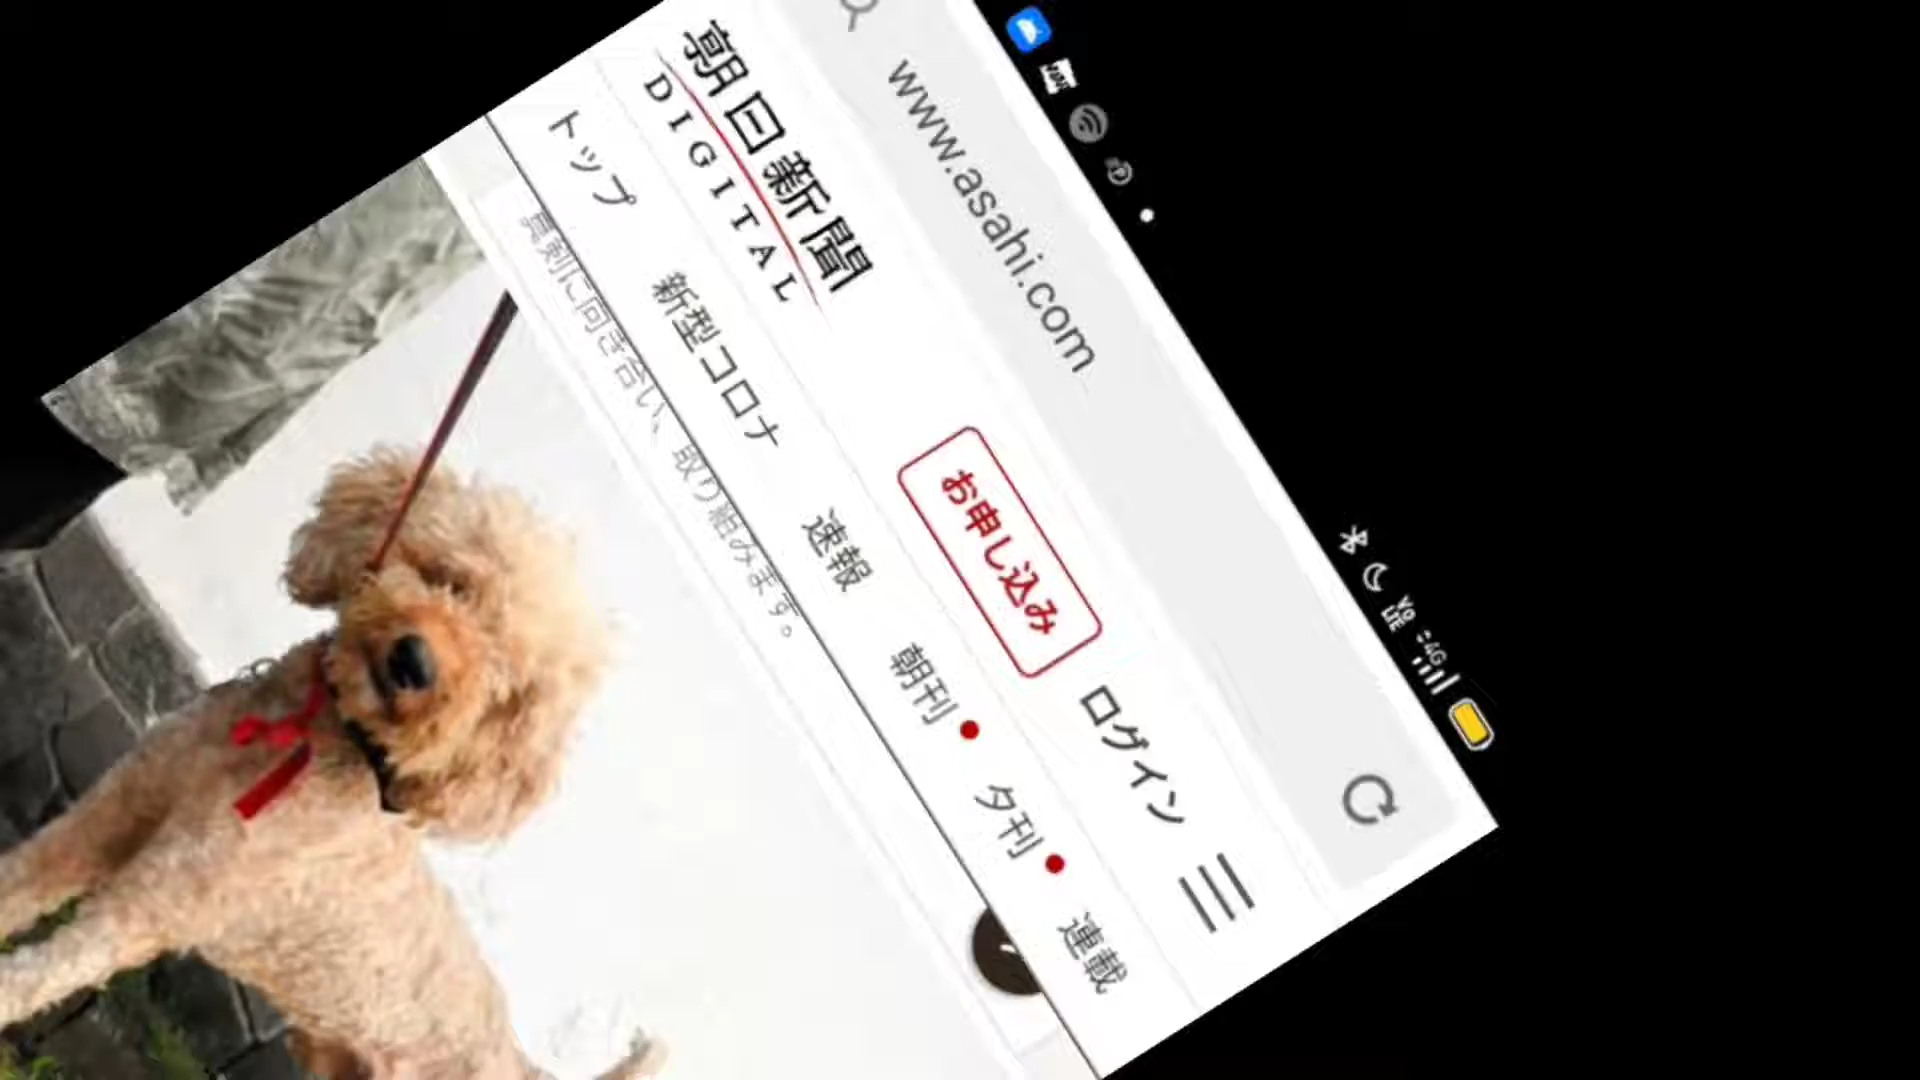 VoLTE 4G
www.asahi.com
朝日新聞
DIGITAL
お申し込み
ログイン
トップ
新型コロナ
速報
朝刊
夕刊
連載
真剣に向き合い、取り組みます。